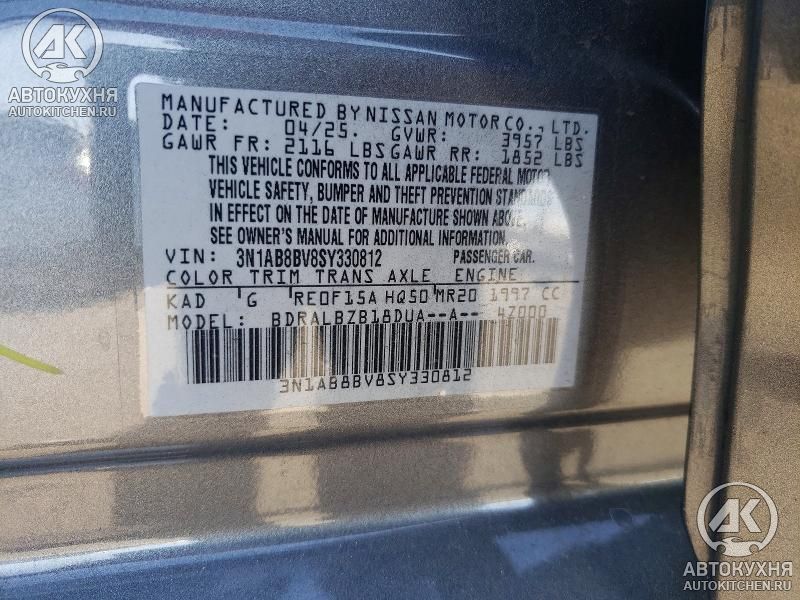 AK
АВТОКУХНЯ
AUTOKITCHEN.RU
MANUFACTURED BY NISSAN MOTOR CO., LTD.
DATE: 04/25. GVWR: 3957 LBS
GAWR FR: 2116 LBS GAWR RR: 1852 LBS
THIS VEHICLE CONFORMS TO ALL APPLICABLE FEDERAL MOTOR
VEHICLE SAFETY, BUMPER AND THEFT PREVENTION STANDARDS
IN EFFECT ON THE DATE OF MANUFACTURE SHOWN ABOVE.
SEE OWNER'S MANUAL FOR ADDITIONAL INFORMATION.
VIN: 3N1AB8BV8SY330812 PASSENGER CAR.
COLOR TRIM TRANS AXLE ENGINE
KAD G RE0F15A HQ50 MR20 1997 CC
MODEL: BDRALBZB18DUA--A-- 4Z000
3N1AB8BV8SY330812
AK
АВТОКУХНЯ
AUTOKITCHEN.RU